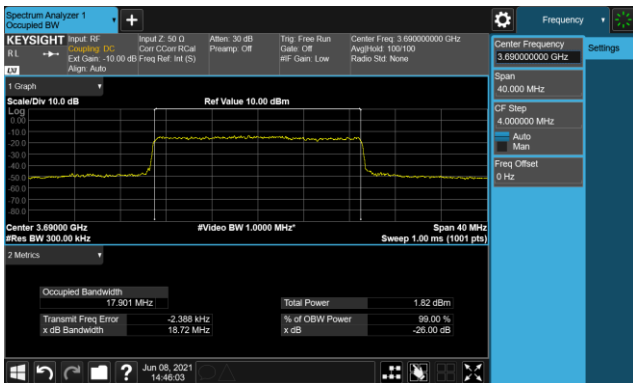 Spectrum Analyzer 1
Occupied BW
Frequency
KEYSIGHT
R L
LXI
Input: RF
Coupling: DC
Ext Gain: -10.00 dB
Align: Auto
Input Z: 50 Ω
Corr CCorr RCal
Freq Ref: Int (S)
Atten: 30 dB
Preamp: Off
Trig: Free Run
Gate: Off
#IF Gain: Low
Center Freq: 3.690000000 GHz
Avg|Hold: 100/100
Radio Std: None
Center Frequency
3.690000000 GHz
Settings
Span
40.000 MHz
CF Step
4.000000 MHz
Auto
Man
Freq Offset
0 Hz
1 Graph
Scale/Div 10.0 dB
Ref Value 10.00 dBm
Log
0.00
-10.0
-20.0
-30.0
-40.0
-50.0
-60.0
-70.0
-80.0
Center 3.69000 GHz
#Video BW 1.0000 MHz*
Span 40 MHz
#Res BW 300.00 kHz
Sweep 1.00 ms (1001 pts)
2 Metrics
Occupied Bandwidth
17.901 MHz
Total Power 1.82 dBm
Transmit Freq Error -2.388 kHz
% of OBW Power 99.00 %
x dB Bandwidth 18.72 MHz
x dB -26.00 dB
?
Jun 08, 2021
14:46:03